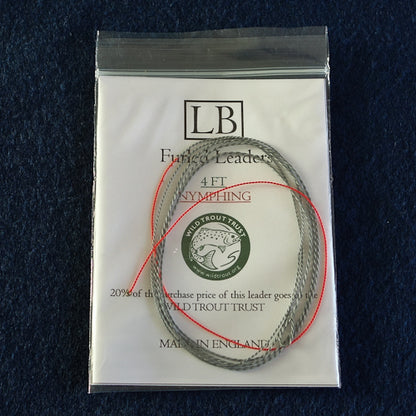 LB
Furled Leaders
4 FT
NYMPHING
WILD TROUT TRUST
www.wildtrout.org
20% of the purchase price of this leader goes to the
WILD TROUT TRUST
MADE IN ENGLAND